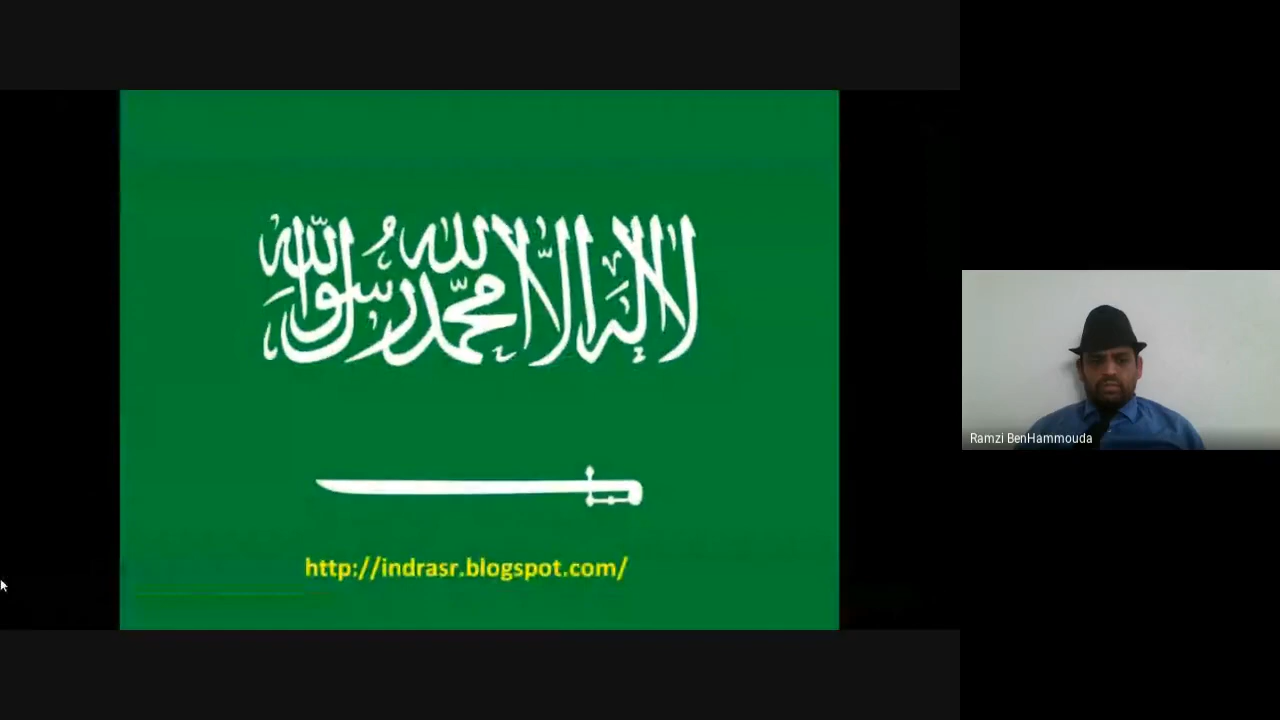 لا إله إلا الله محمد رسول الله
http://indrasr.blogspot.com/
Ramzi BenHammouda